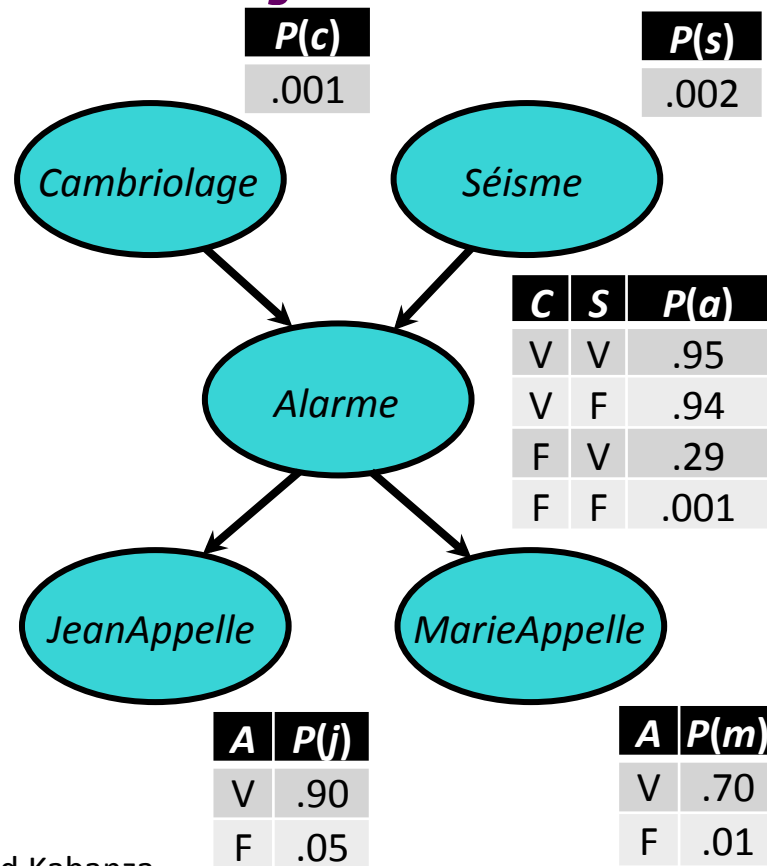 P(c)
.001
P(s)
.002
Cambriolage
Séisme
C S P(a)
V V .95
V F .94
F V .29
F F .001
Alarme
JeanAppelle
MarieAppelle
A P(j)
V .90
F .05
A P(m)
V .70
F .01